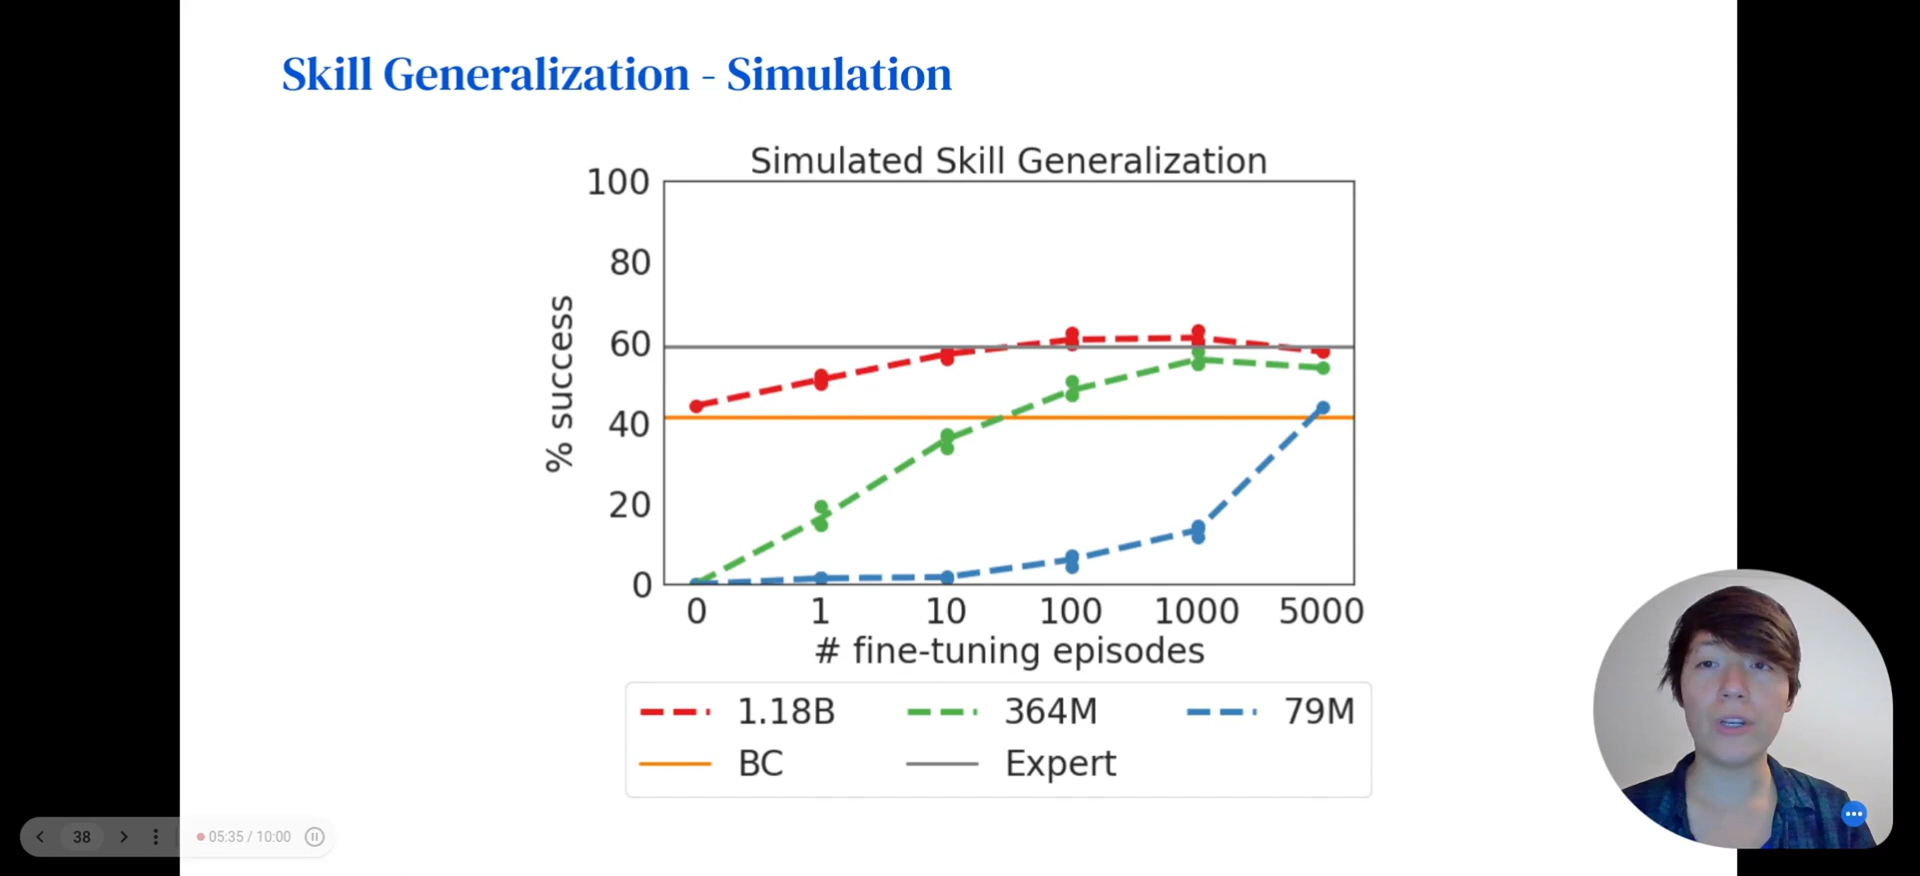 Skill Generalization - Simulation
Simulated Skill Generalization
100
80
60
40
20
0
% success
0 1 10 100 1000 5000
# fine-tuning episodes
1.18B 364M 79M
BC Expert
38 05:35 / 10:00